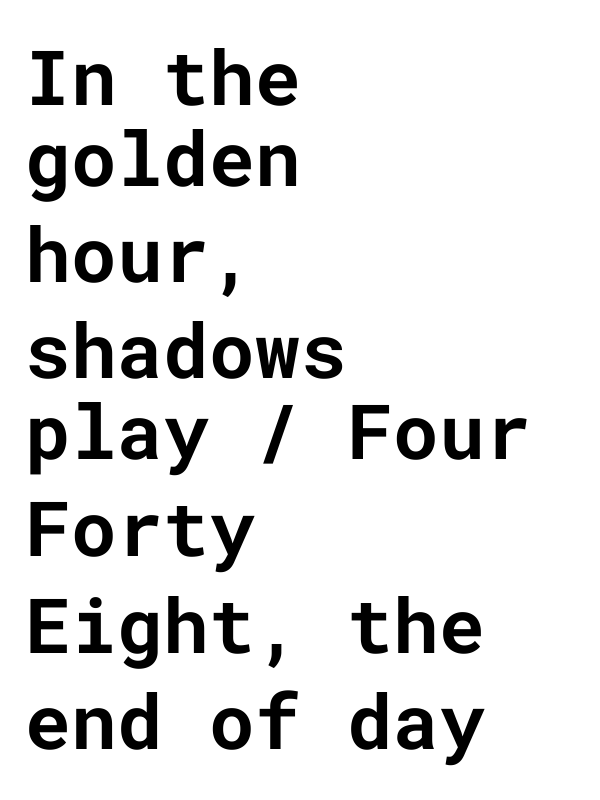 In the
golden
hour,
shadows
play / Four
Forty
Eight, the
end of day